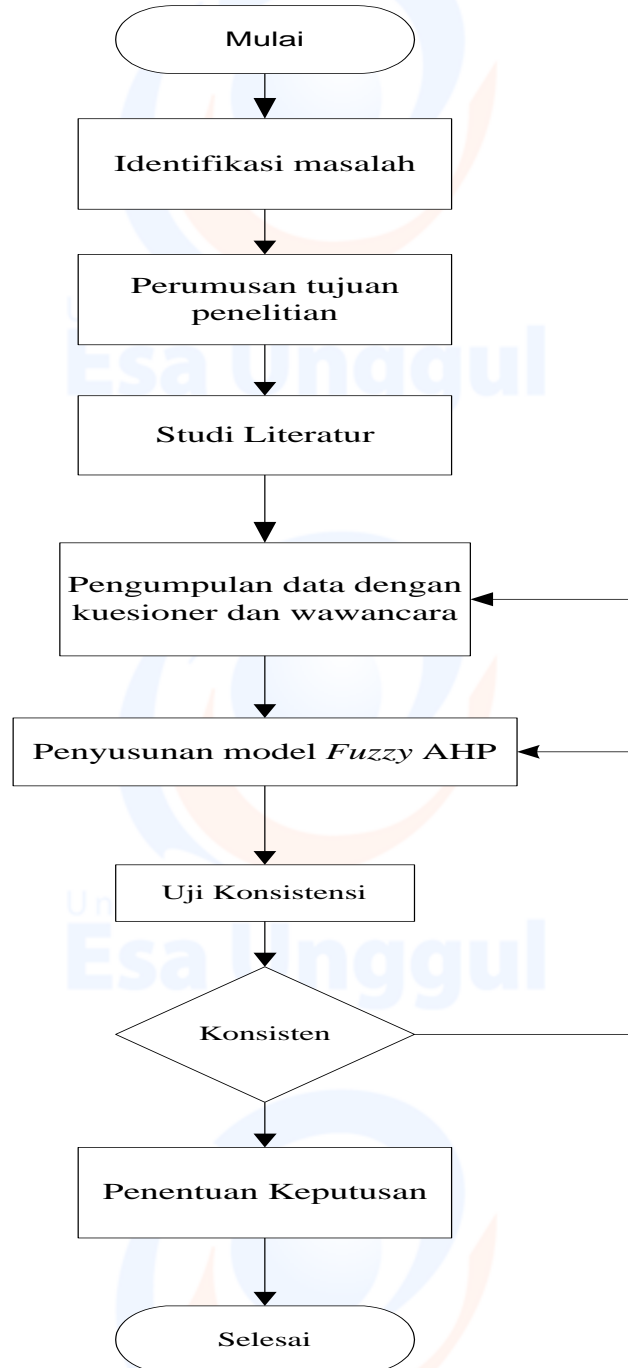 Mulai
Identifikasi masalah
Perumusan tujuan
penelitian
Esa Unggul
Studi Literatur
Pengumpulan data dengan
kuesioner dan wawancara
Penyusunan model Fuzzy AHP
Uji Konsistensi
Un
Esa Unggul
Konsisten
Penentuan Keputusan
Selesai